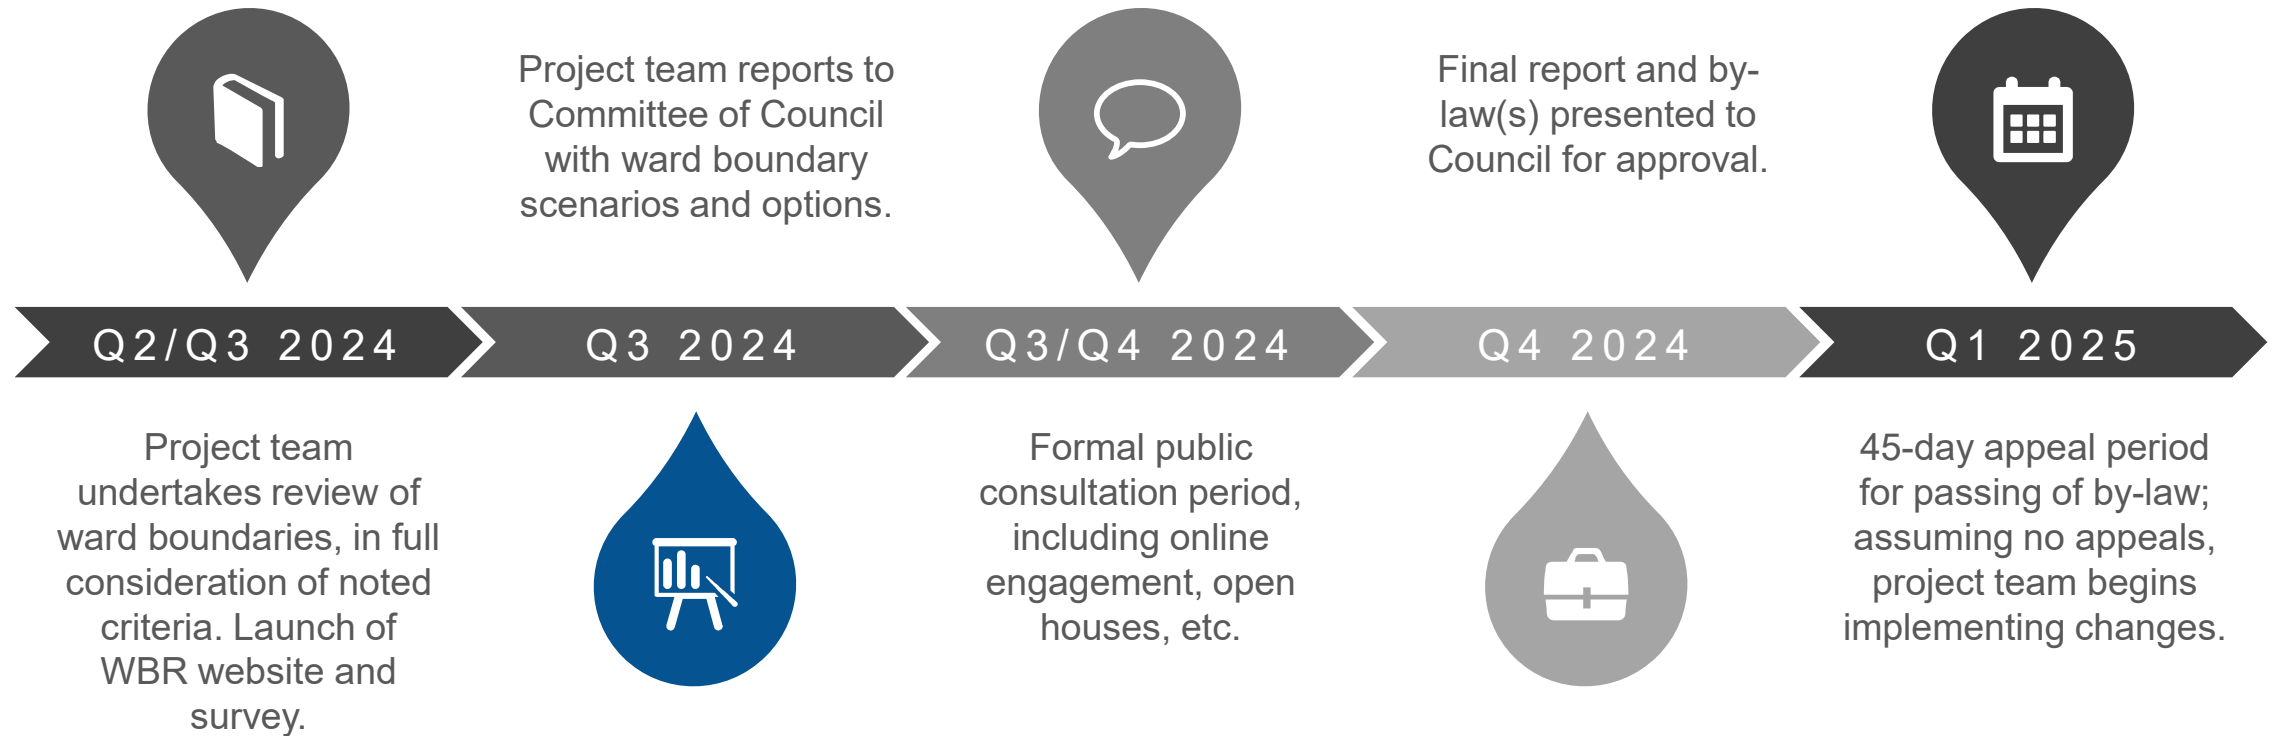 Project team reports to
Committee of Council
with ward boundary
scenarios and options.
Final report and by-
law(s) presented to
Council for approval.
Q2/Q3 2024
Q3 2024
Q3/Q4 2024
Q4 2024
Q1 2025
Project team
undertakes review of
ward boundaries, in full
consideration of noted
criteria. Launch of
WBR website and
survey.
Formal public
consultation period,
including online
engagement, open
houses, etc.
45-day appeal period
for passing of by-law;
assuming no appeals,
project team begins
implementing changes.